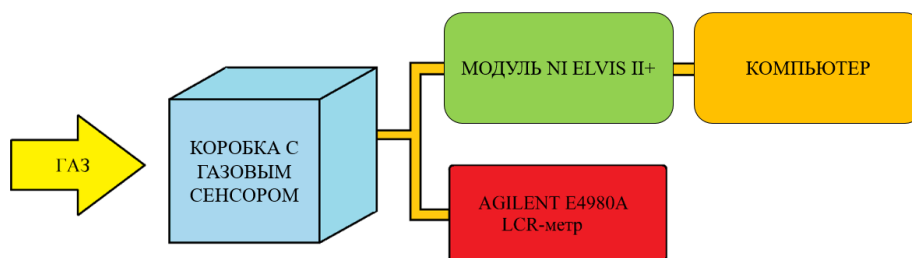 ГАЗ
КОРОБКА С
ГАЗОВЫМ
СЕНСОРОМ
МОДУЛЬ NI ELVIS II+
КОМПЬЮТЕР
AGILENT E4980A
LCR-метр